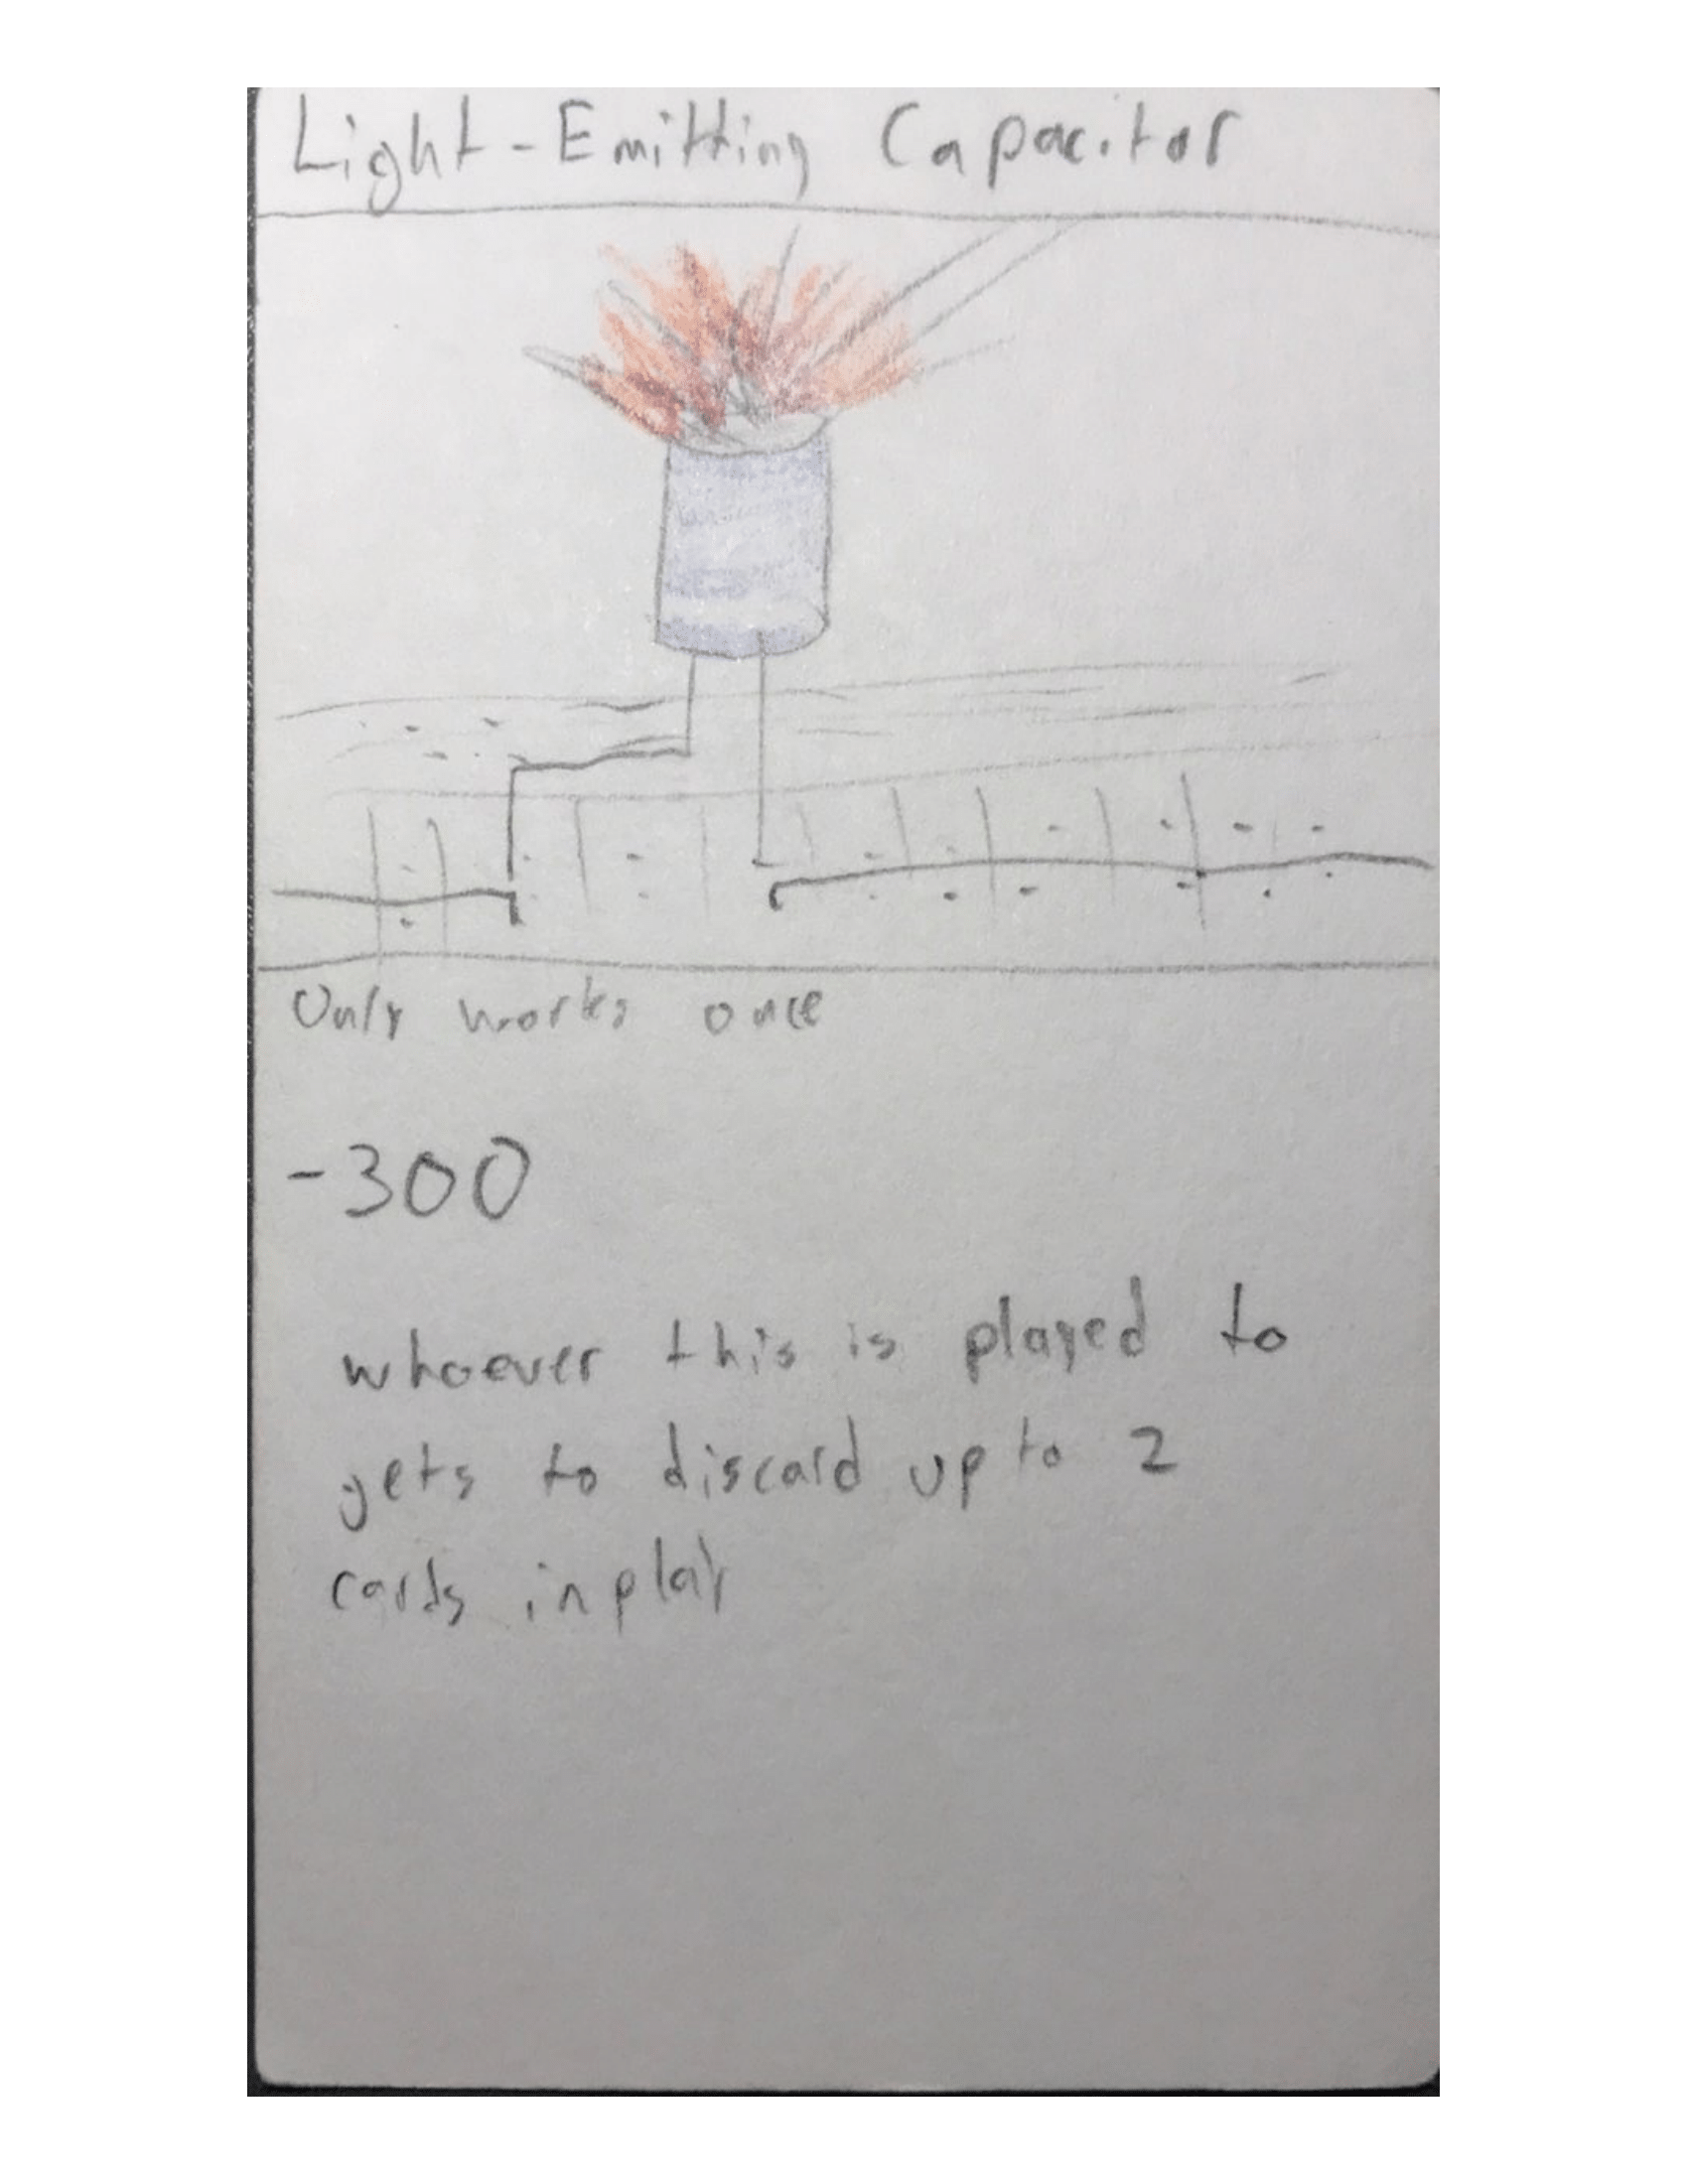 Light-Emitting Capacitor
Only works once
-300
whoever this is played to
gets to discard up to 2
cards in play